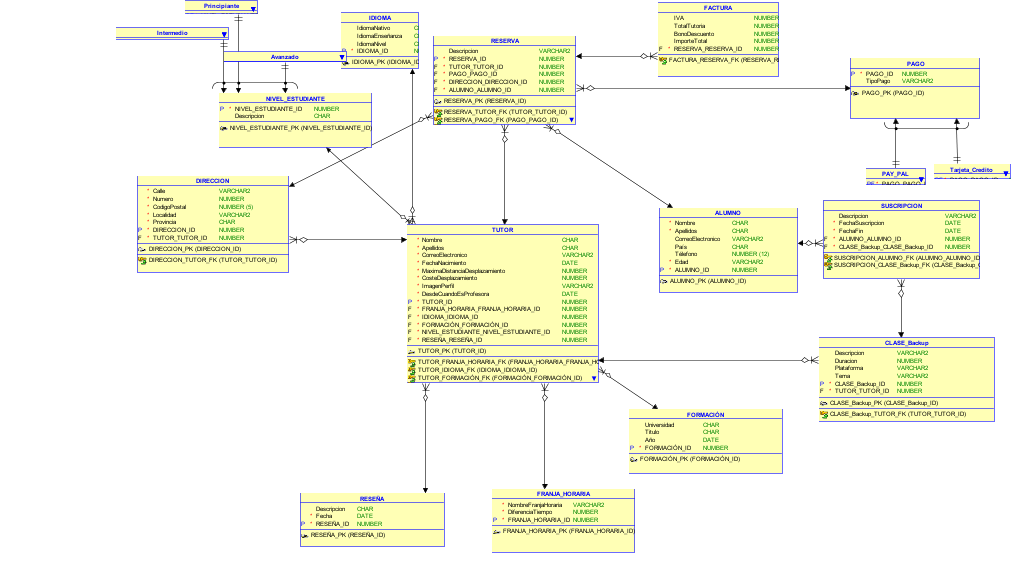 Principiante
Intermedio
Avanzado
IDIOMA
IdiomaNativo
IdiomaEnseñanza
IdiomaNivel
P * IDIOMA_ID
IDIOMA_PK (IDIOMA_ID)
RESERVA
Descripcion VARCHAR2
P * RESERVA_ID NUMBER
F * TUTOR_TUTOR_ID NUMBER
F * PAGO_PAGO_ID NUMBER
F * DIRECCION_DIRECCION_ID NUMBER
F * ALUMNO_ALUMNO_ID NUMBER
RESERVA_PK (RESERVA_ID)
RESERVA_TUTOR_FK (TUTOR_TUTOR_ID)
RESERVA_PAGO_FK (PAGO_PAGO_ID)
FACTURA
IVA NUMBER
TotalTutoria NUMBER
BonoDescuento NUMBER
ImporteTotal NUMBER
F * RESERVA_RESERVA_ID NUMBER
FACTURA_RESERVA_FK (RESERVA_R
PAGO
P * PAGO_ID NUMBER
TipoPago VARCHAR2
PAGO_PK (PAGO_ID)
NIVEL_ESTUDIANTE
P * NIVEL_ESTUDIANTE_ID NUMBER
Descripcion CHAR
NIVEL_ESTUDIANTE_PK (NIVEL_ESTUDIANTE_ID)
PAY_PAL
Tarjeta_Credito
DIRECCION
* Calle VARCHAR2
* Numero NUMBER
* CodigoPostal NUMBER (5)
* Localidad VARCHAR2
* Provincia CHAR
P * DIRECCION_ID NUMBER
F * TUTOR_TUTOR_ID NUMBER
DIRECCION_PK (DIRECCION_ID)
DIRECCION_TUTOR_FK (TUTOR_TUTOR_ID)
TUTOR
* Nombre CHAR
* Apellidos CHAR
* CorreoElectronico VARCHAR2
* FechaNacimiento DATE
* MaximaDistanciaDesplazamiento NUMBER
* CosteDesplazamiento NUMBER
* ImagenPerfil VARCHAR2
* DesdeCuandoEsProfesora DATE
P * TUTOR_ID NUMBER
F * FRANJA_HORARIA_FRANJA_HORARIA_ID NUMBER
F * IDIOMA_IDIOMA_ID NUMBER
F * FORMACIÓN_FORMACIÓN_ID NUMBER
F * NIVEL_ESTUDIANTE_NIVEL_ESTUDIANTE_ID NUMBER
F * RESEÑA_RESEÑA_ID NUMBER
TUTOR_PK (TUTOR_ID)
TUTOR_FRANJA_HORARIA_FK (FRANJA_HORARIA_FRANJA_HO
TUTOR_IDIOMA_FK (IDIOMA_IDIOMA_ID)
TUTOR_FORMACIÓN_FK (FORMACIÓN_FORMACIÓN_ID)
ALUMNO
* Nombre CHAR
* Apellidos CHAR
CorreoElectronico VARCHAR2
Pais CHAR
Télefono NUMBER (12)
* Edad VARCHAR2
P * ALUMNO_ID NUMBER
ALUMNO_PK (ALUMNO_ID)
SUSCRIPCION
Descripcion VARCHAR2
* FechaSuscripcion DATE
* FechaFin DATE
F * ALUMNO_ALUMNO_ID NUMBER
F * CLASE_Backup_CLASE_Backup_ID NUMBER
SUSCRIPCION_ALUMNO_FK (ALUMNO_ALUMNO_ID)
SUSCRIPCION_CLASE_Backup_FK (CLASE_Backup_
CLASE_Backup
Descripcion VARCHAR2
Duracion NUMBER
Plataforma VARCHAR2
Tema VARCHAR2
P * CLASE_Backup_ID NUMBER
F * TUTOR_TUTOR_ID NUMBER
CLASE_Backup_PK (CLASE_Backup_ID)
CLASE_Backup_TUTOR_FK (TUTOR_TUTOR_ID)
FORMACIÓN
Universidad CHAR
Titulo CHAR
Año DATE
P * FORMACIÓN_ID NUMBER
FORMACIÓN_PK (FORMACIÓN_ID)
RESEÑA
Descripcion CHAR
* Fecha DATE
P * RESEÑA_ID NUMBER
RESEÑA_PK (RESEÑA_ID)
FRANJA_HORARIA
* NombreFranjaHoraria VARCHAR2
* DiferenciaTiempo NUMBER
P * FRANJA_HORARIA_ID NUMBER
FRANJA_HORARIA_PK (FRANJA_HORARIA_ID)